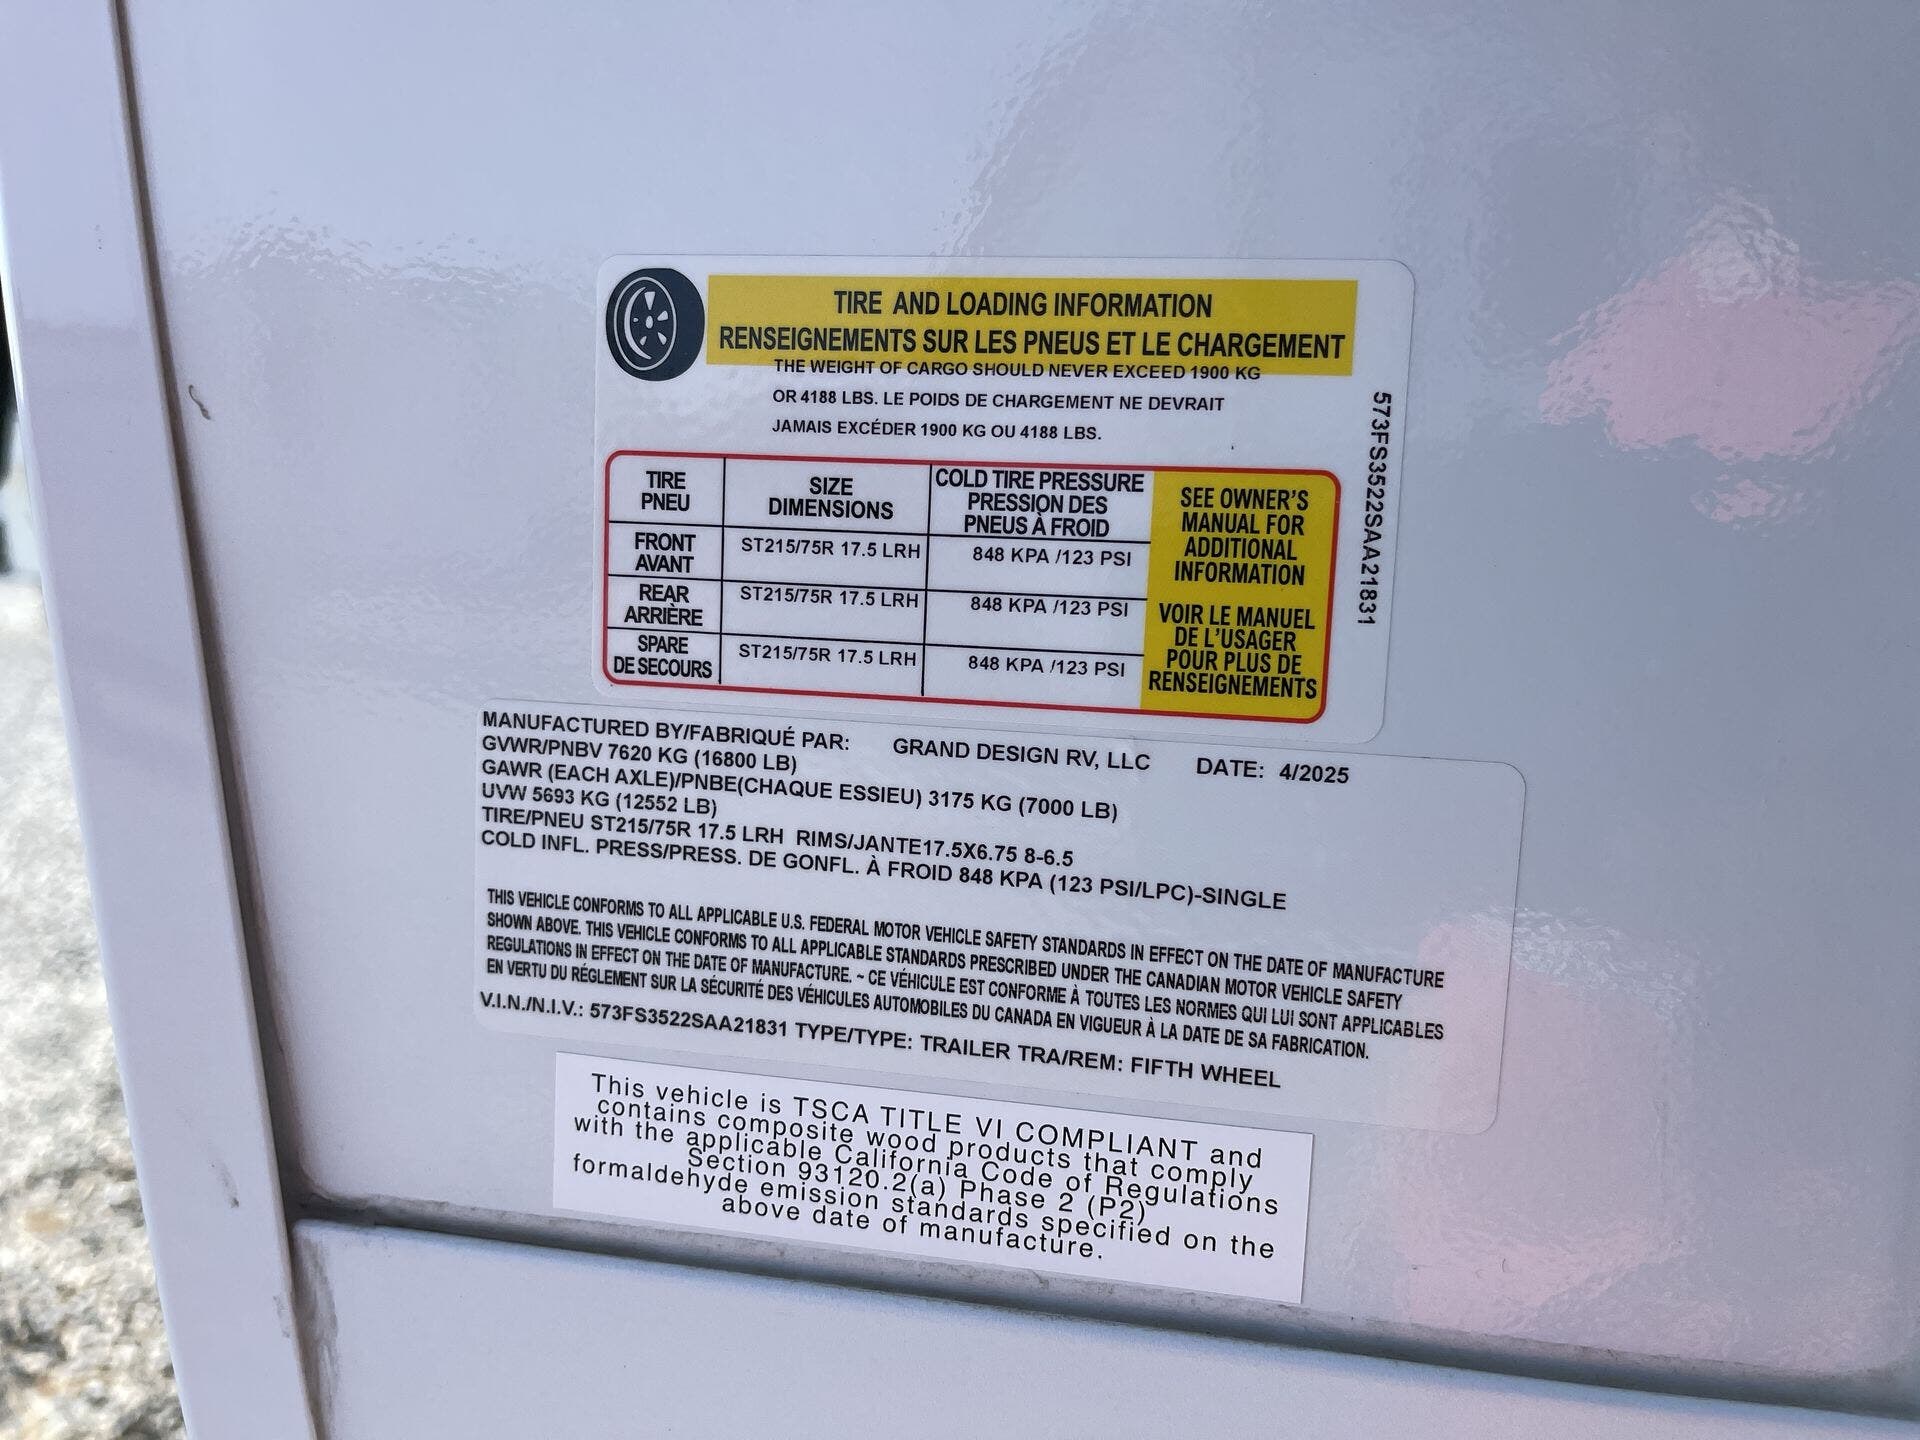 TIRE AND LOADING INFORMATION
RENSEIGNEMENTS SUR LES PNEUS ET LE CHARGEMENT
THE WEIGHT OF CARGO SHOULD NEVER EXCEED 1900 KG
OR 4188 LBS. LE POIDS DE CHARGEMENT NE DEVRAIT
JAMAIS EXCÉDER 1900 KG OU 4188 LBS.
TIRE
PNEU
SIZE
DIMENSIONS
COLD TIRE PRESSURE
PRESSION DES
PNEUS À FROID
FRONT
AVANT
ST215/75R 17.5 LRH
848 KPA /123 PSI
REAR
ARRIÈRE
ST215/75R 17.5 LRH
848 KPA /123 PSI
SPARE
DE SECOURS
ST215/75R 17.5 LRH
848 KPA /123 PSI
SEE OWNER'S
MANUAL FOR
ADDITIONAL
INFORMATION
VOIR LE MANUEL
DE L'USAGER
POUR PLUS DE
RENSEIGNEMENTS
573FS3522SAA21831
MANUFACTURED BY/FABRIQUÉ PAR: GRAND DESIGN RV, LLC DATE: 4/2025
GVWR/PNBV 7620 KG (16800 LB)
GAWR (EACH AXLE)/PNBE(CHAQUE ESSIEU) 3175 KG (7000 LB)
UVW 5693 KG (12552 LB)
TIRE/PNEU ST215/75R 17.5 LRH RIMS/JANTE17.5X6.75 8-6.5
COLD INFL. PRESS/PRESS. DE GONFL. À FROID 848 KPA (123 PSI/LPC)-SINGLE
THIS VEHICLE CONFORMS TO ALL APPLICABLE U.S. FEDERAL MOTOR VEHICLE SAFETY STANDARDS IN EFFECT ON THE DATE OF MANUFACTURE
SHOWN ABOVE. THIS VEHICLE CONFORMS TO ALL APPLICABLE STANDARDS PRESCRIBED UNDER THE CANADIAN MOTOR VEHICLE SAFETY
REGULATIONS IN EFFECT ON THE DATE OF MANUFACTURE. ~ CE VÉHICULE EST CONFORME À TOUTES LES NORMES QUI LUI SONT APPLICABLES
EN VERTU DU RÉGLEMENT SUR LA SÉCURITÉ DES VÉHICULES AUTOMOBILES DU CANADA EN VIGUEUR À LA DATE DE SA FABRICATION.
V.I.N./N.I.V.: 573FS3522SAA21831 TYPE/TYPE: TRAILER TRA/REM: FIFTH WHEEL
This vehicle is TSCA TITLE VI COMPLIANT and
contains composite wood products that comply
with the applicable California Code of Regulations
Section 93120.2(a) Phase 2 (P2)
formaldehyde emission standards specified on the
above date of manufacture.